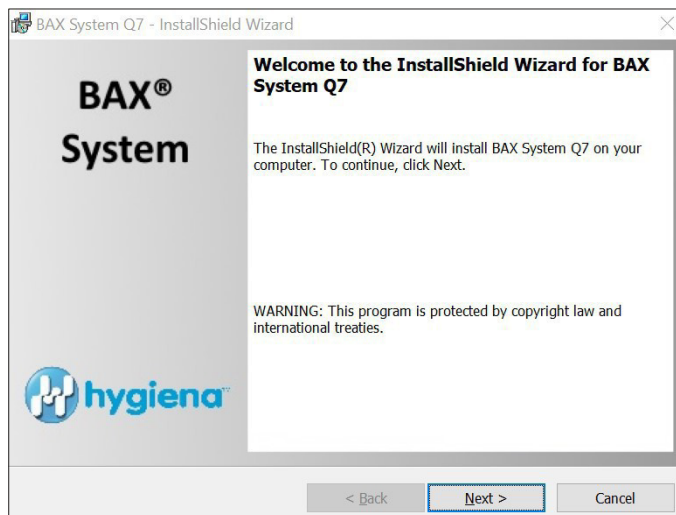 BAX System Q7 - InstallShield Wizard
BAX®
System
hygiena™
Welcome to the InstallShield Wizard for BAX
System Q7
The InstallShield(R) Wizard will install BAX System Q7 on your
computer. To continue, click Next.
WARNING: This program is protected by copyright law and
international treaties.
< Back
Next >
Cancel